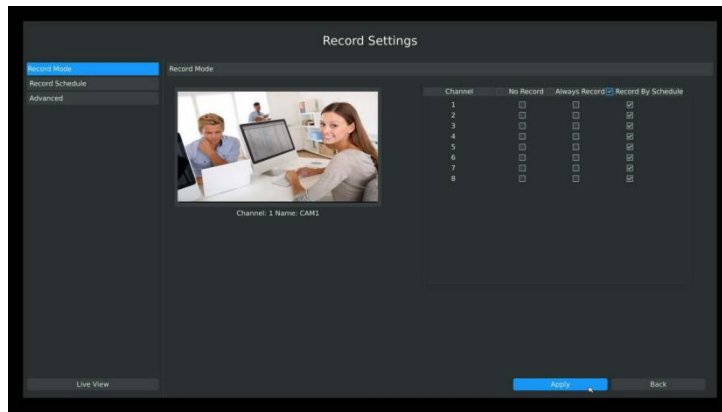 Record Settings
Record Mode
Record Schedule
Advanced
Record Mode
Channel: 1 Name: CAM1
Channel No Record Always Record Record By Schedule
1
2
3
4
5
6
7
8
Live View
Apply
Back